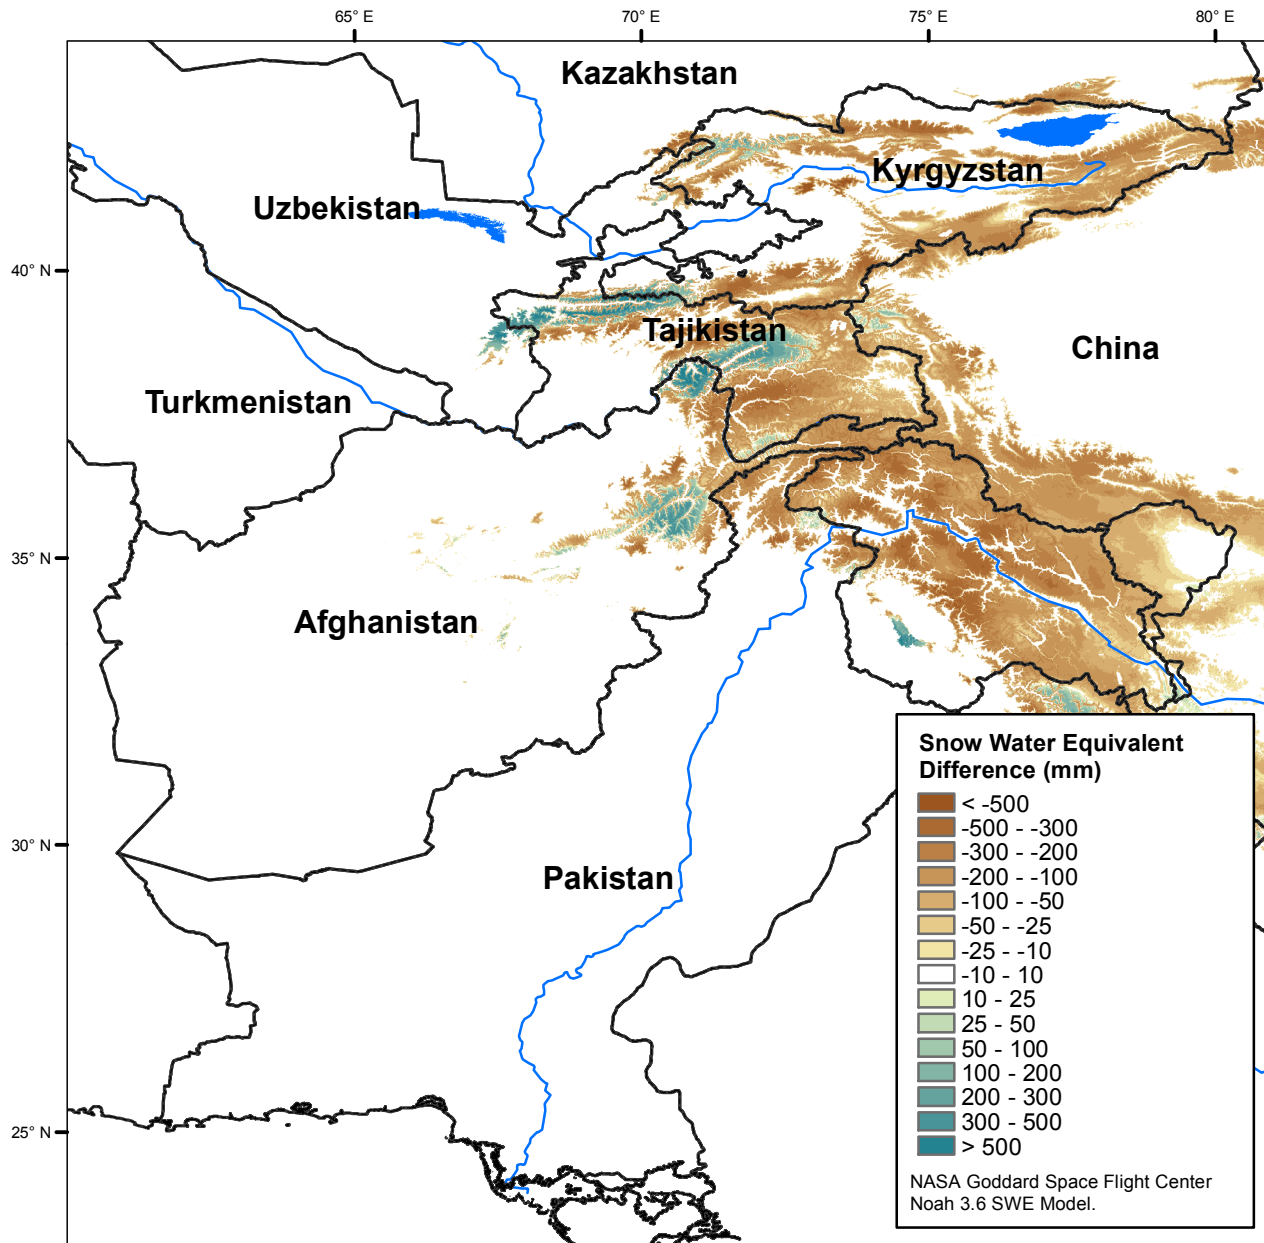 65° E
70° E
75° E
80° E
Kazakhstan
Kyrgyzstan
Uzbekistan
40° N
Tajikistan
China
Turkmenistan
35° N
Afghanistan
Snow Water Equivalent
Difference (mm)
< -500
-500 - -300
-300 - -200
-200 - -100
-100 - -50
-50 - -25
-25 - -10
-10 - 10
10 - 25
25 - 50
50 - 100
100 - 200
200 - 300
300 - 500
> 500
30° N
Pakistan
25° N
NASA Goddard Space Flight Center
Noah 3.6 SWE Model.